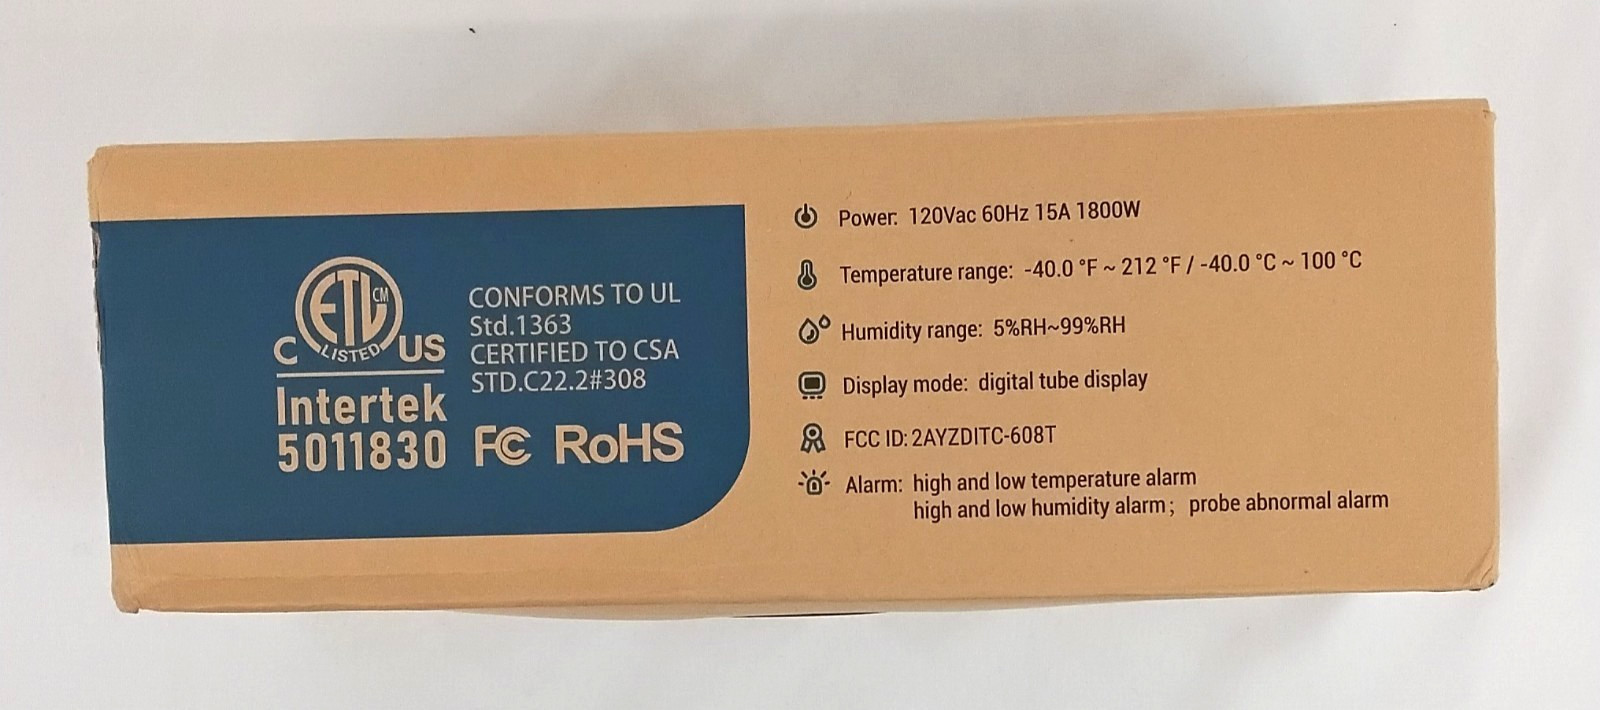 ETL CM
LISTED
C US
Intertek
5011830
CONFORMS TO UL
Std.1363
CERTIFIED TO CSA
STD.C22.2#308
FC RoHS
Power: 120Vac 60Hz 15A 1800W
Temperature range: -40.0 °F ~ 212 °F / -40.0 °C ~ 100 °C
Humidity range: 5%RH~99%RH
Display mode: digital tube display
FCC ID: 2AYZDITC-608T
Alarm: high and low temperature alarm
high and low humidity alarm; probe abnormal alarm